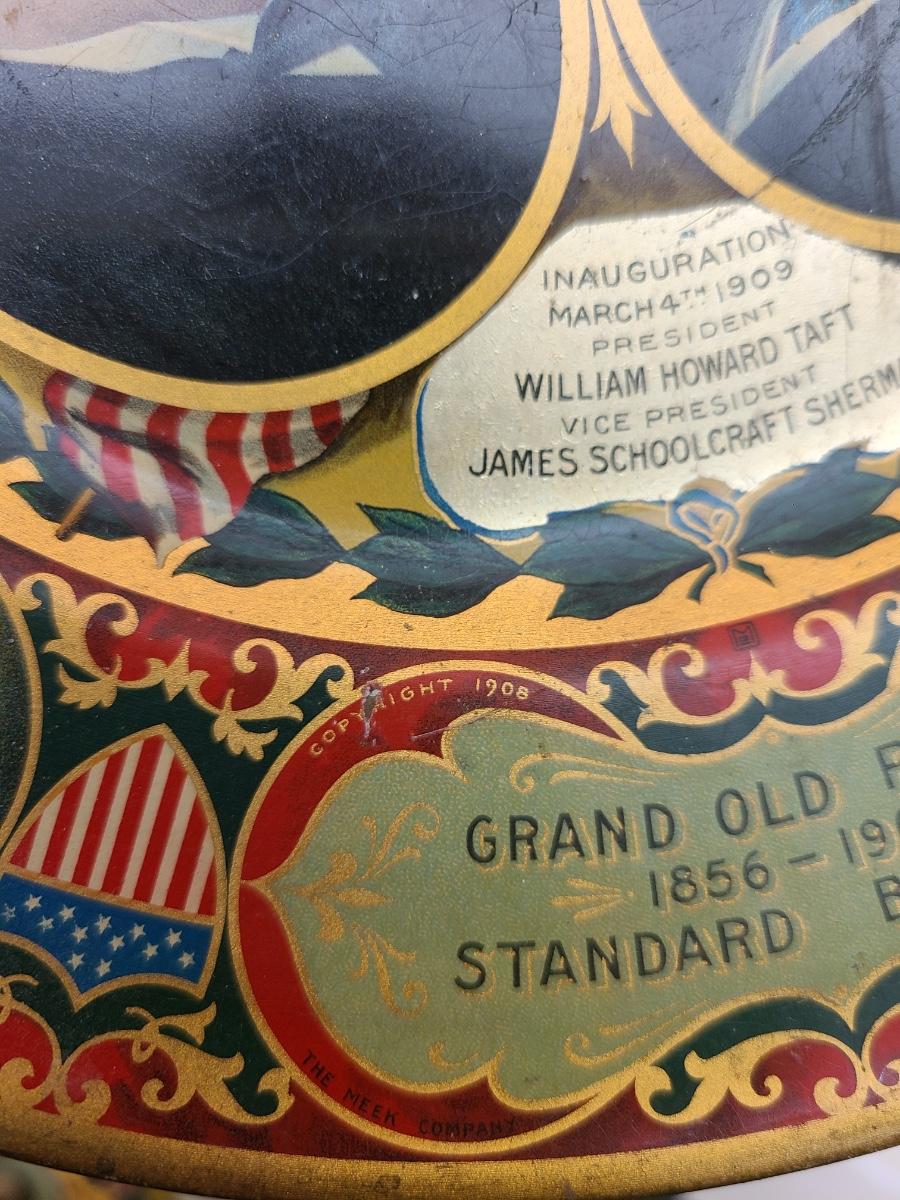 INAUGURATION
MARCH 4TH 1909
PRESIDENT
WILLIAM HOWARD TAFT
VICE PRESIDENT
JAMES SCHOOLCRAFT SHERM
COPYRIGHT 1908
GRAND OLD P
1856 - 190
STANDARD B
THE MEEK COMPANY